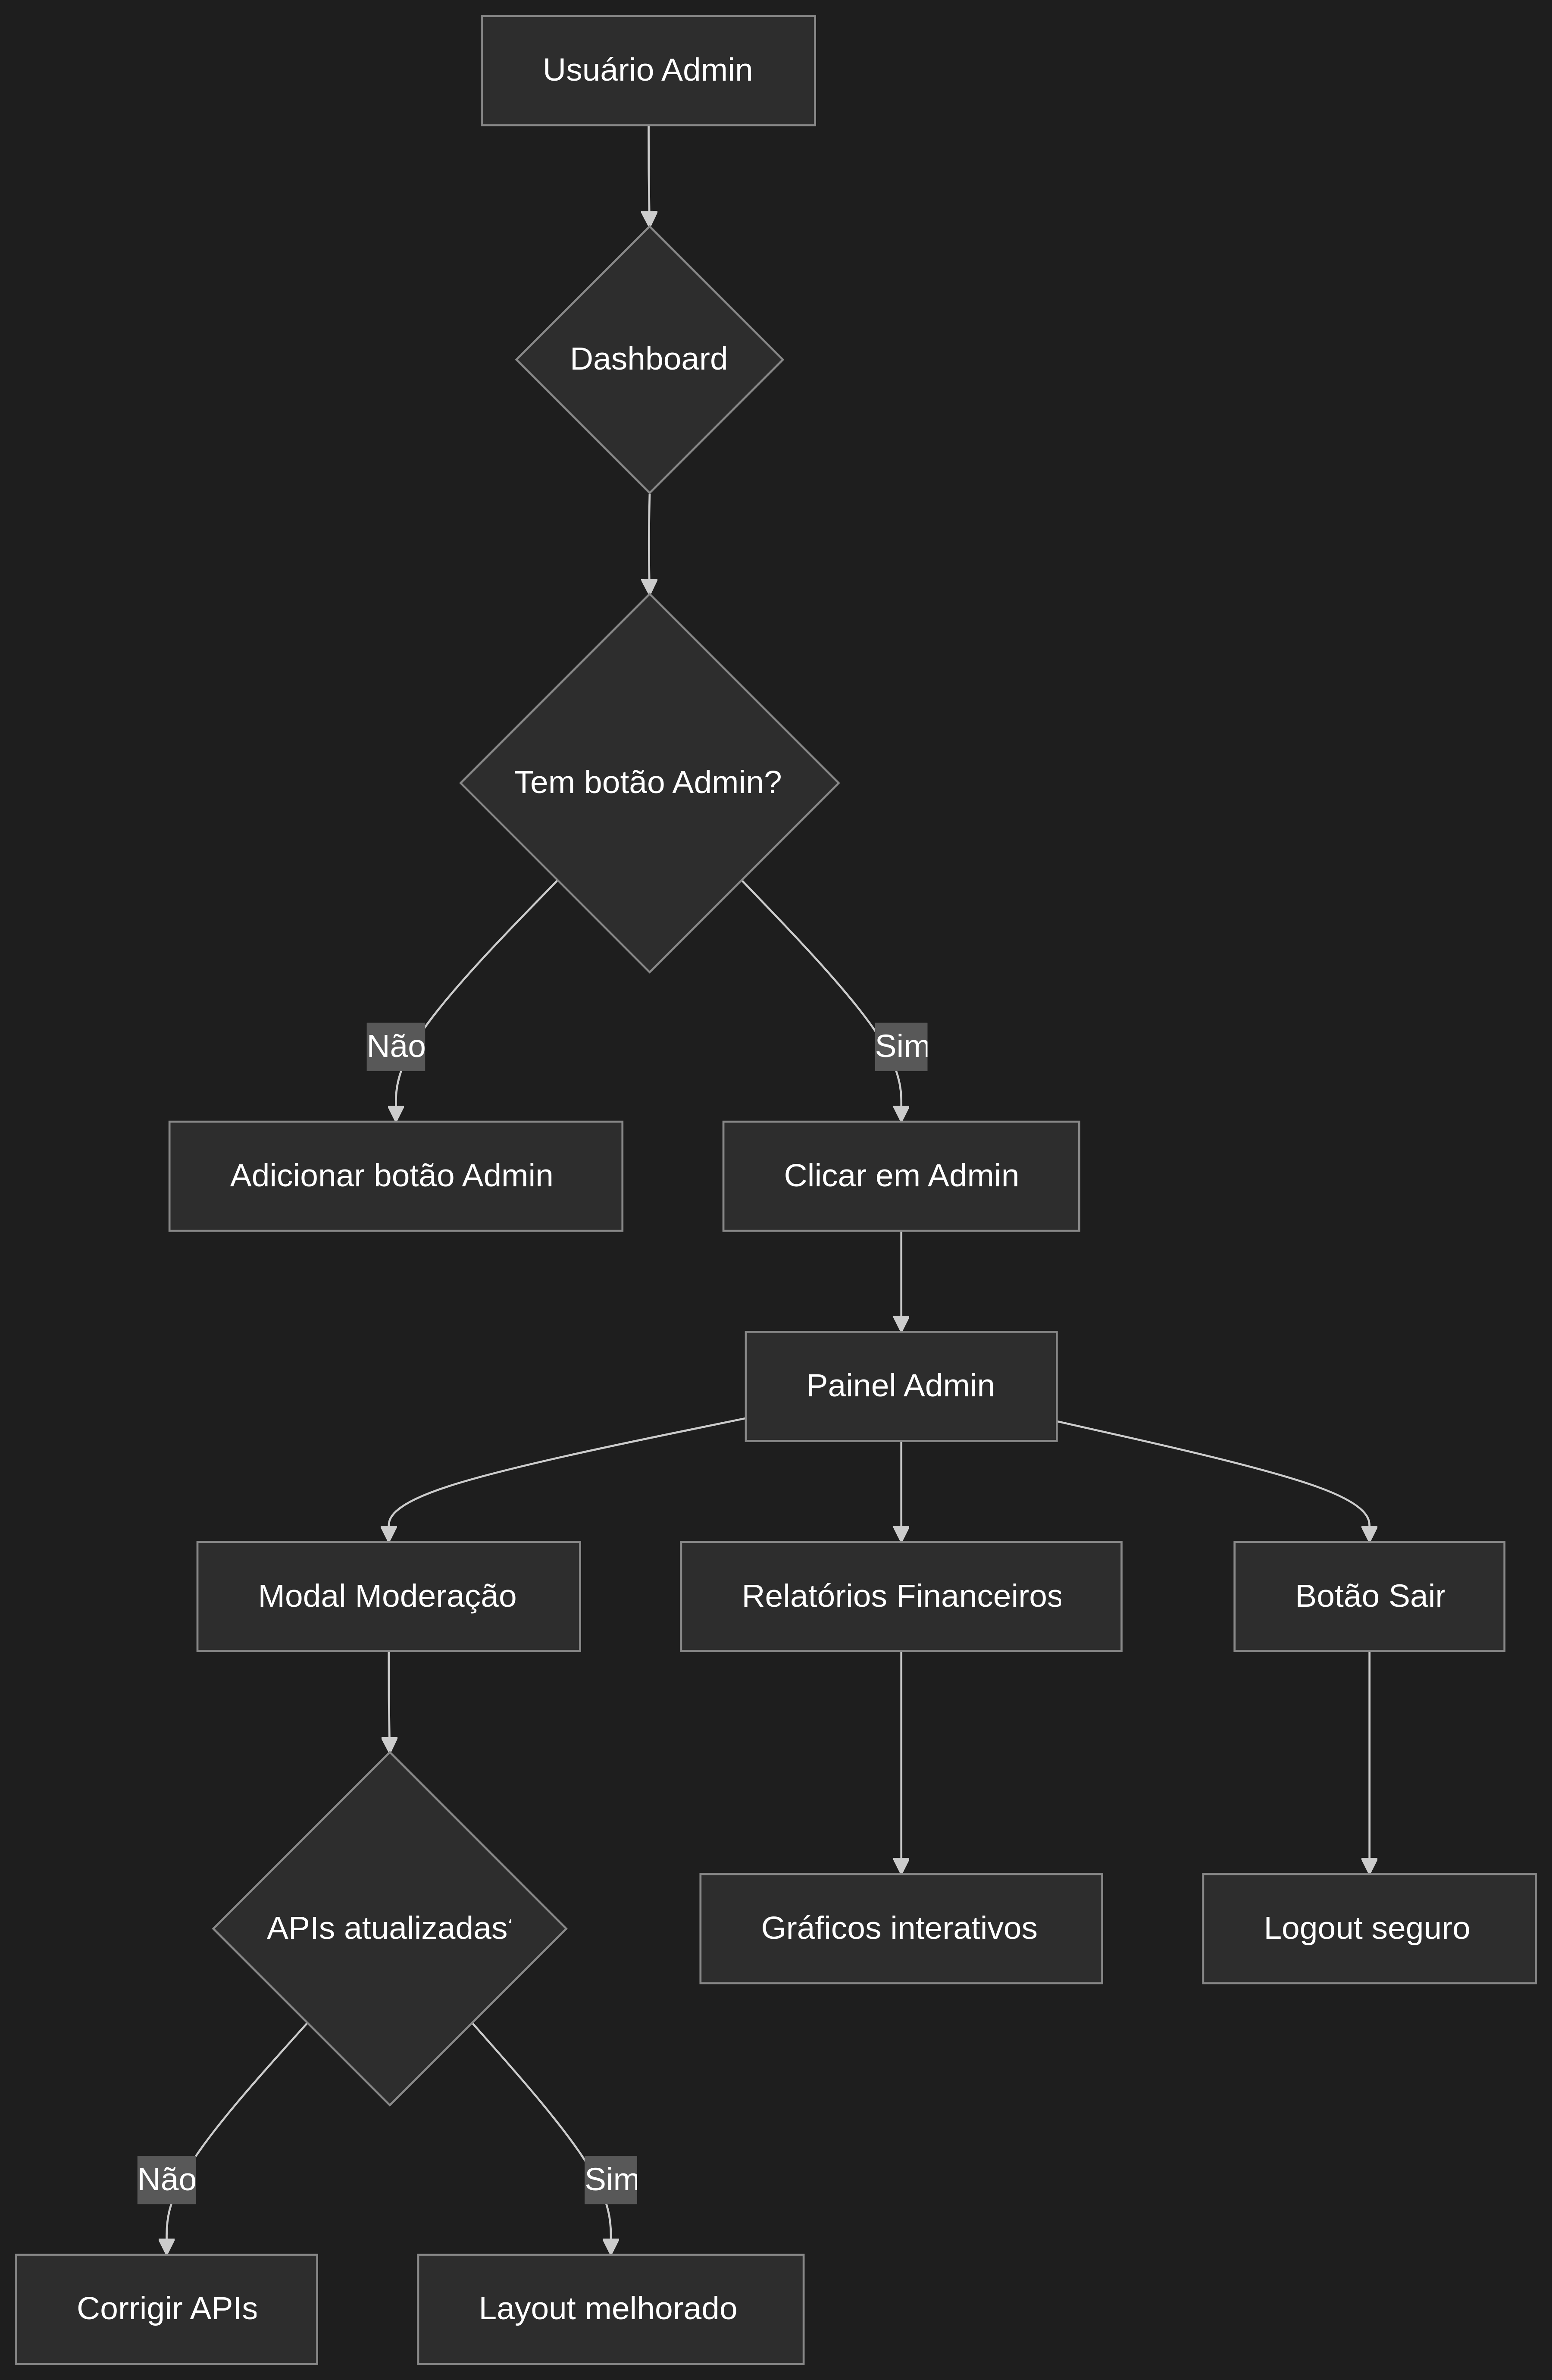 Usuário Admin
Dashboard
Tem botão Admin?
Não
Sim
Adicionar botão Admin
Clicar em Admin
Painel Admin
Modal Moderação
Relatórios Financeiros
Botão Sair
APIs atualizadas?
Gráficos interativos
Logout seguro
Não
Sim
Corrigir APIs
Layout melhorado